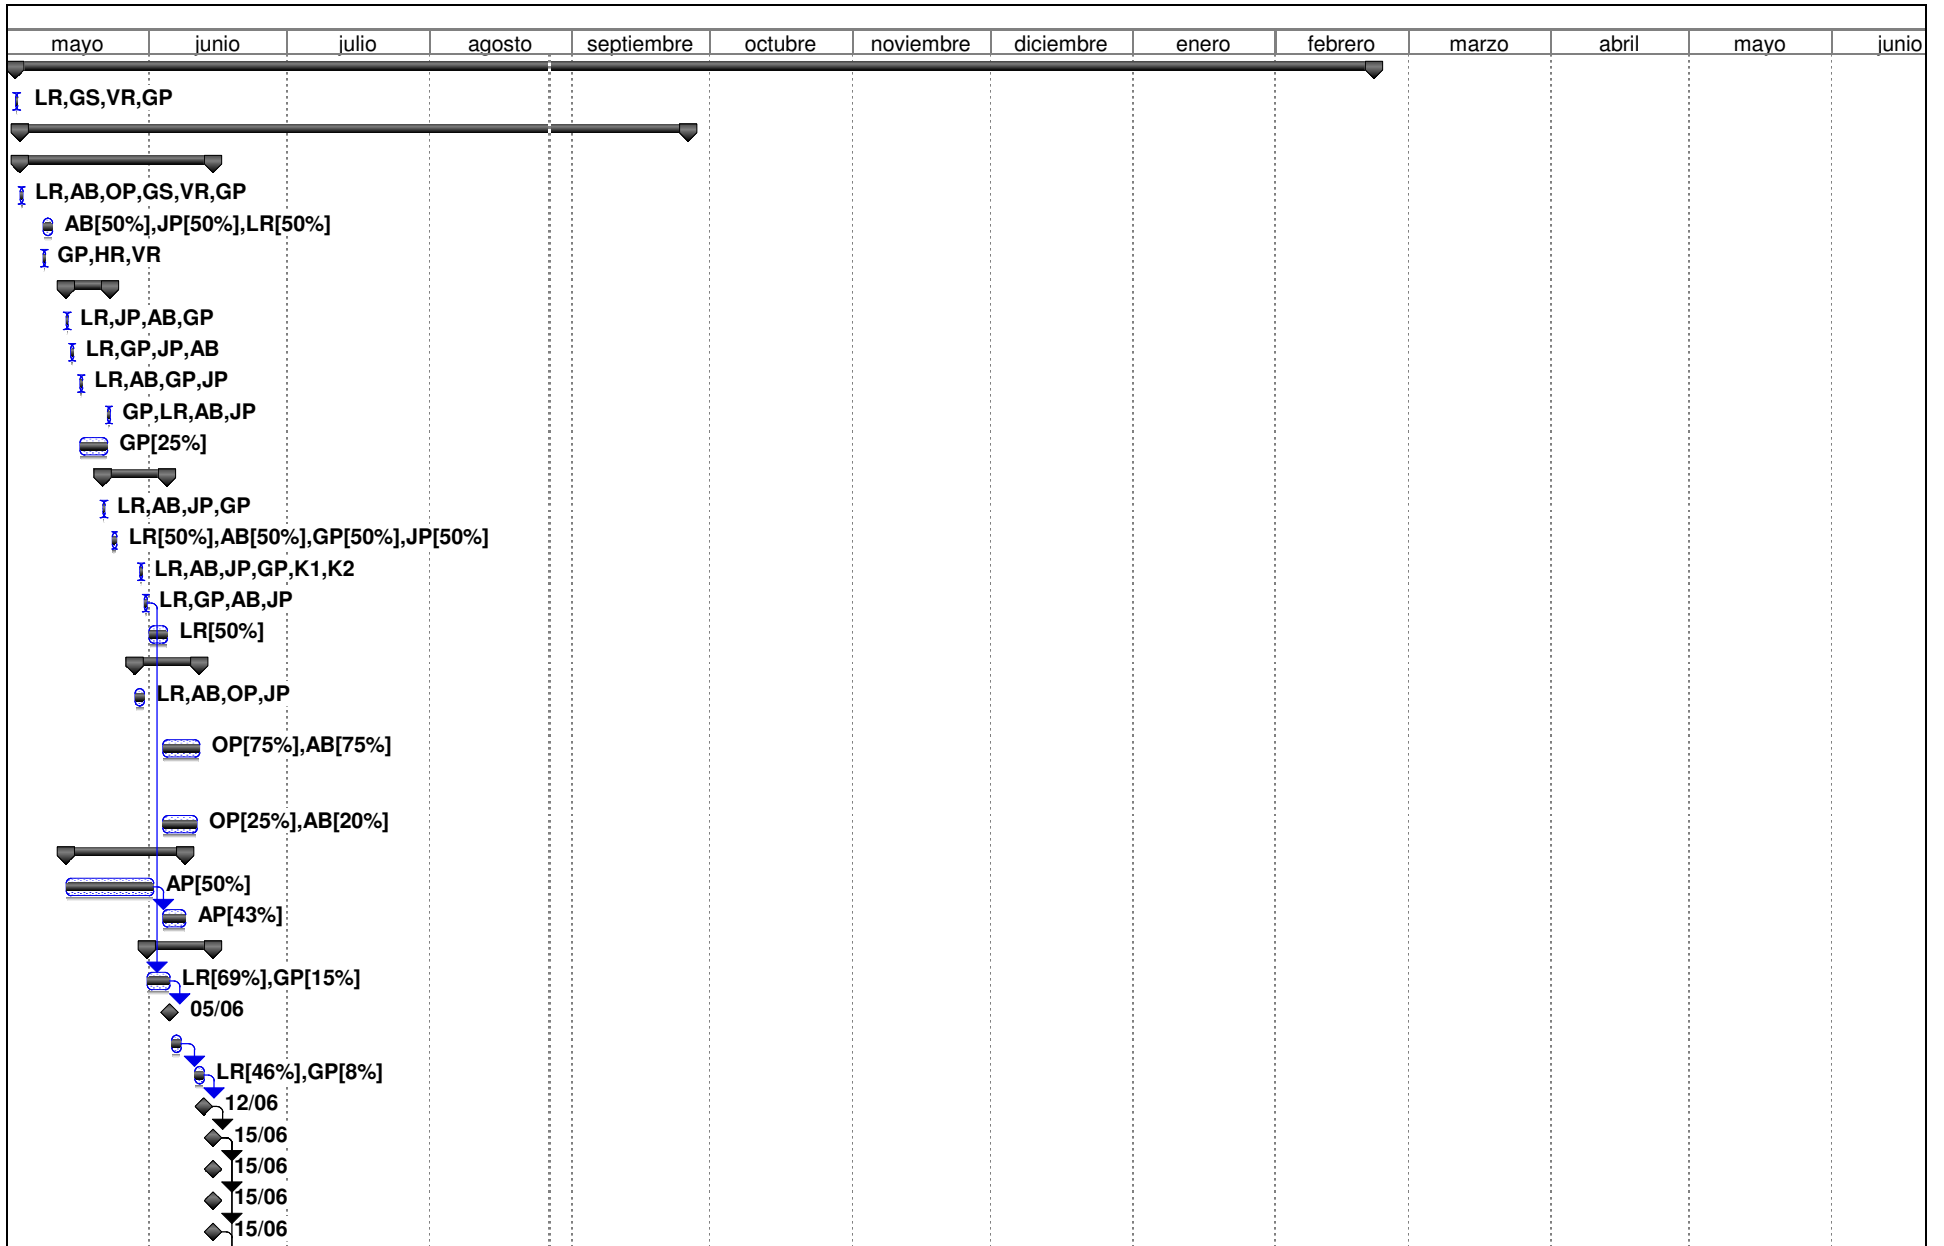 mayo junio julio agosto septiembre octubre noviembre diciembre enero febrero marzo abril mayo junio
LR,GS,VR,GP
LR,AB,OP,GS,VR,GP
AB[50%],JP[50%],LR[50%]
GP,HR,VR
LR,JP,AB,GP
LR,GP,JP,AB
LR,AB,GP,JP
GP,LR,AB,JP
GP[25%]
LR,AB,JP,GP
LR[50%],AB[50%],GP[50%],JP[50%]
LR,AB,JP,GP,K1,K2
LR,GP,AB,JP
LR[50%]
LR,AB,OP,JP
OP[75%],AB[75%]
OP[25%],AB[20%]
AP[50%]
AP[43%]
LR[69%],GP[15%]
05/06
LR[46%],GP[8%]
12/06
15/06
15/06
15/06
15/06